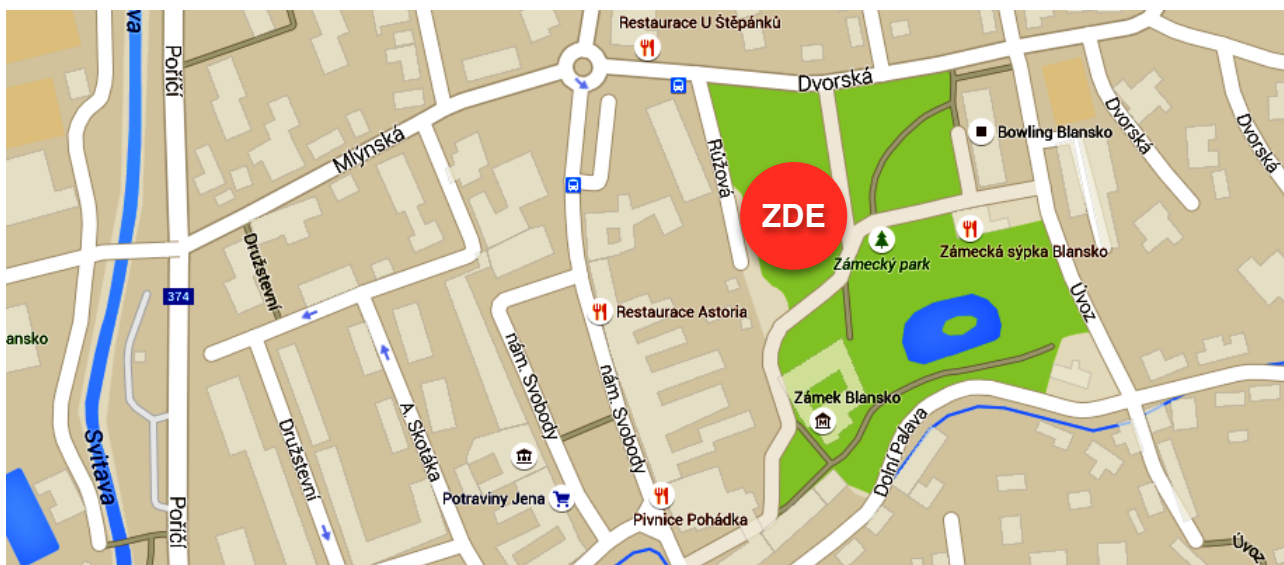 Restaurace U Štěpánků
Poříčí
Dvorská
Dvorská
Dvorská
Bowling Blansko
Mlýnská
Růžová
ZDE
Zámecká sýpka Blansko
Zámecký park
Družstevní
374
Úvoz
Restaurace Astoria
ansko
nám. Svobody
nám. Svobody
Zámek Blansko
A. Skotáka
Dolní Palava
Družstevní
Svitava
Potraviny Jena
Pivnice Pohádka
Poříčí
Úvoz
va